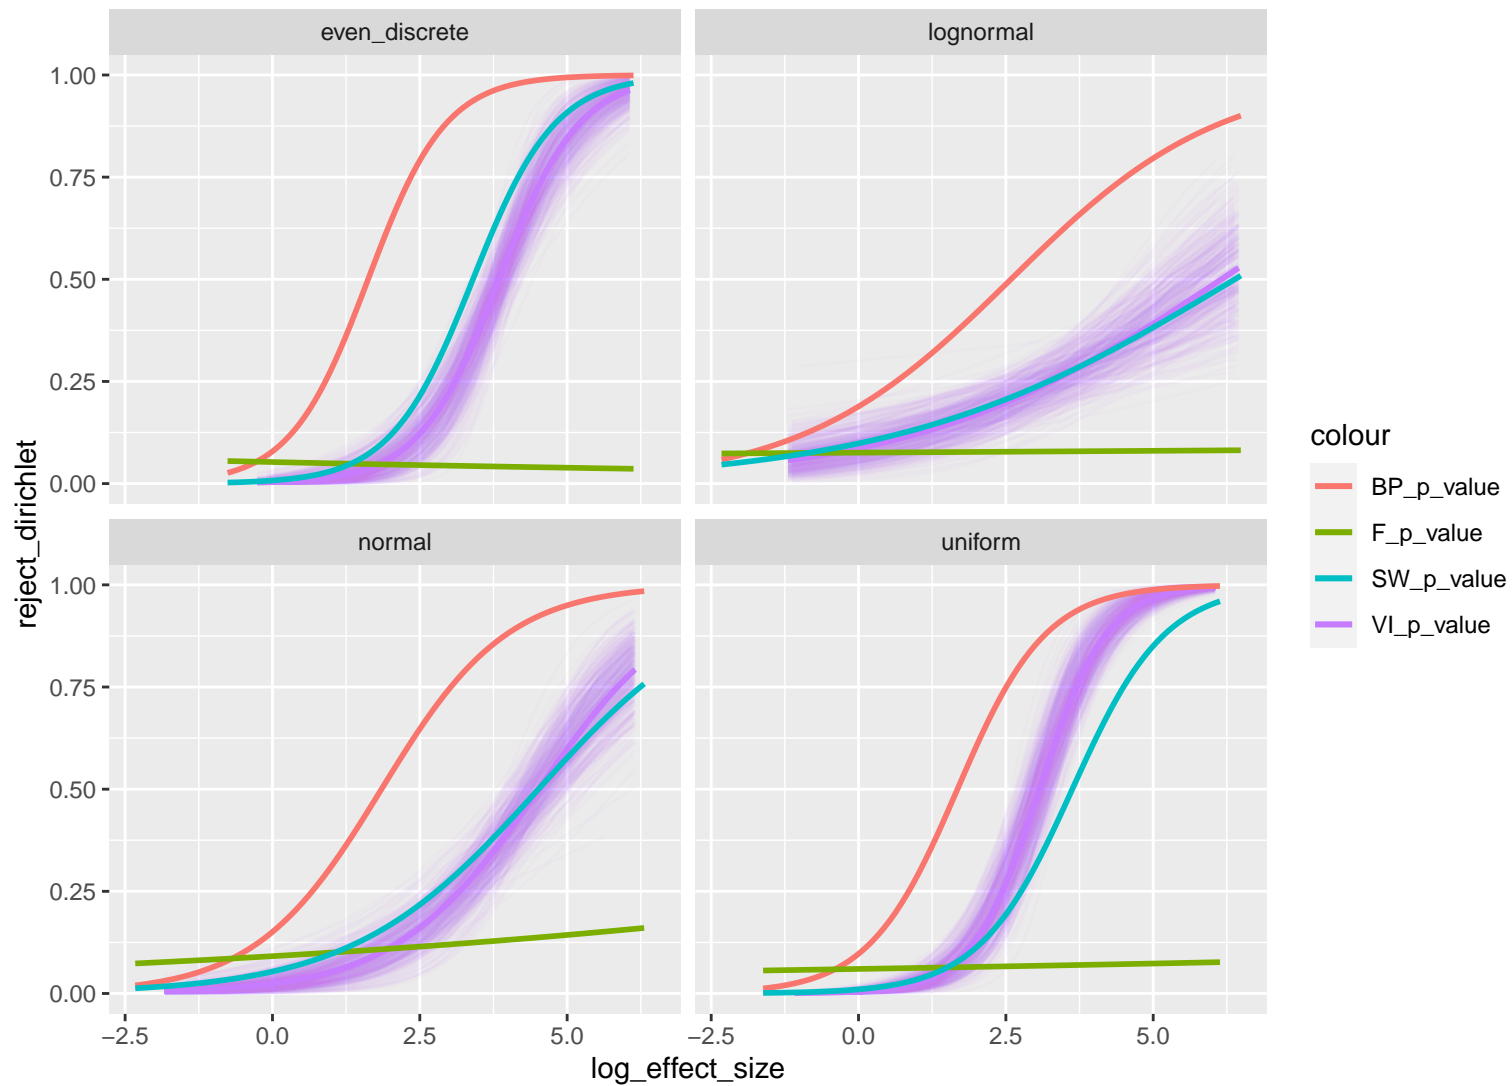 even_discrete
lognormal
1.00
0.75
0.50
0.25
0.00
normal
uniform
1.00
0.75
0.50
0.25
0.00
−2.5
0.0
2.5
5.0
−2.5
0.0
2.5
5.0
log_effect_size
reject_dirichlet
colour
BP_p_value
F_p_value
SW_p_value
VI_p_value